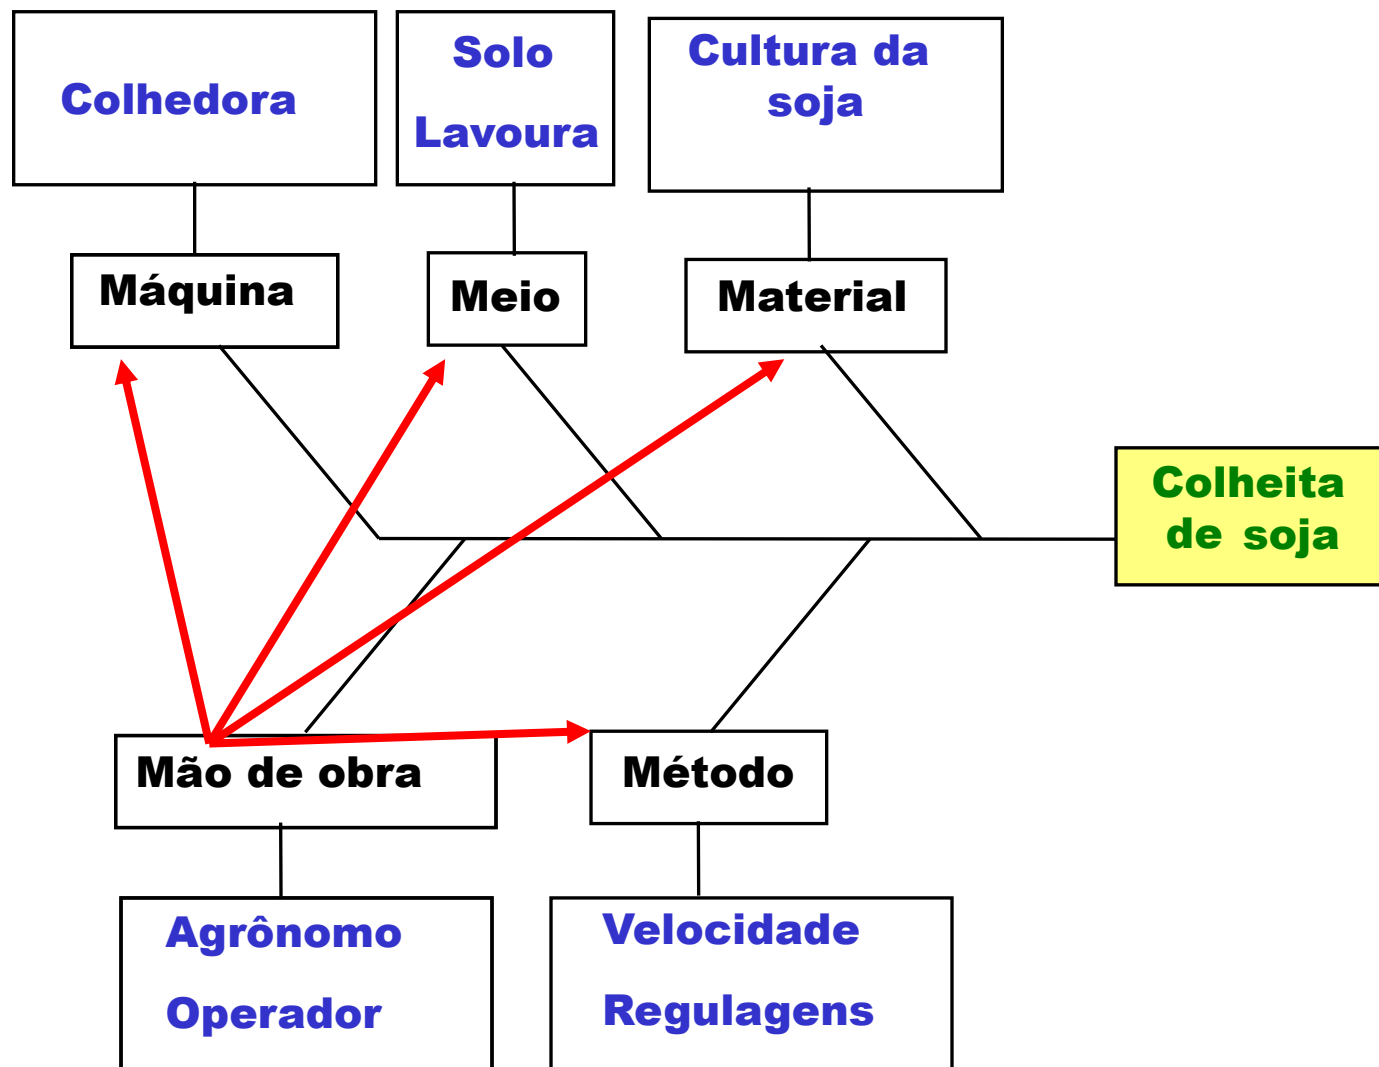 Colhedora
Solo
Lavoura
Cultura da
soja
Máquina
Meio
Material
Colheita
de soja
Mão de obra
Método
Agrônomo
Operador
Velocidade
Regulagens